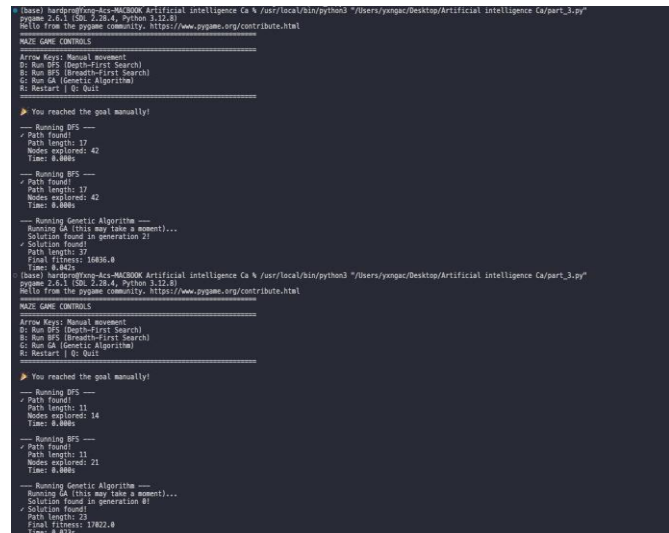 (base) hardpro@Yxng-Acs-MACBOOK Artificial intelligence Ca % /usr/local/bin/python3 "/Users/yxngac/Desktop/Artificial intelligence Ca/part_3.py"
pygame 2.6.1 (SDL 2.28.4, Python 3.12.8)
Hello from the pygame community. https://www.pygame.org/contribute.html
============================================================
MAZE GAME CONTROLS
============================================================
Arrow Keys: Manual movement
D: Run DFS (Depth-First Search)
B: Run BFS (Breadth-First Search)
G: Run GA (Genetic Algorithm)
R: Restart | Q: Quit
============================================================
🎉 You reached the goal manually!
--- Running DFS ---
✓ Path found!
Path length: 17
Nodes explored: 42
Time: 0.000s
--- Running BFS ---
✓ Path found!
Path length: 17
Nodes explored: 42
Time: 0.000s
--- Running Genetic Algorithm ---
Running GA (this may take a moment)...
Solution found in generation 2!
✓ Solution found!
Path length: 37
Final fitness: 16036.0
Time: 0.042s
(base) hardpro@Yxng-Acs-MACBOOK Artificial intelligence Ca % /usr/local/bin/python3 "/Users/yxngac/Desktop/Artificial intelligence Ca/part_3.py"
pygame 2.6.1 (SDL 2.28.4, Python 3.12.8)
Hello from the pygame community. https://www.pygame.org/contribute.html
============================================================
MAZE GAME CONTROLS
============================================================
Arrow Keys: Manual movement
D: Run DFS (Depth-First Search)
B: Run BFS (Breadth-First Search)
G: Run GA (Genetic Algorithm)
R: Restart | Q: Quit
============================================================
🎉 You reached the goal manually!
--- Running DFS ---
✓ Path found!
Path length: 11
Nodes explored: 14
Time: 0.000s
--- Running BFS ---
✓ Path found!
Path length: 11
Nodes explored: 21
Time: 0.000s
--- Running Genetic Algorithm ---
Running GA (this may take a moment)...
Solution found in generation 0!
✓ Solution found!
Path length: 23
Final fitness: 17022.0
Time: 0.023s